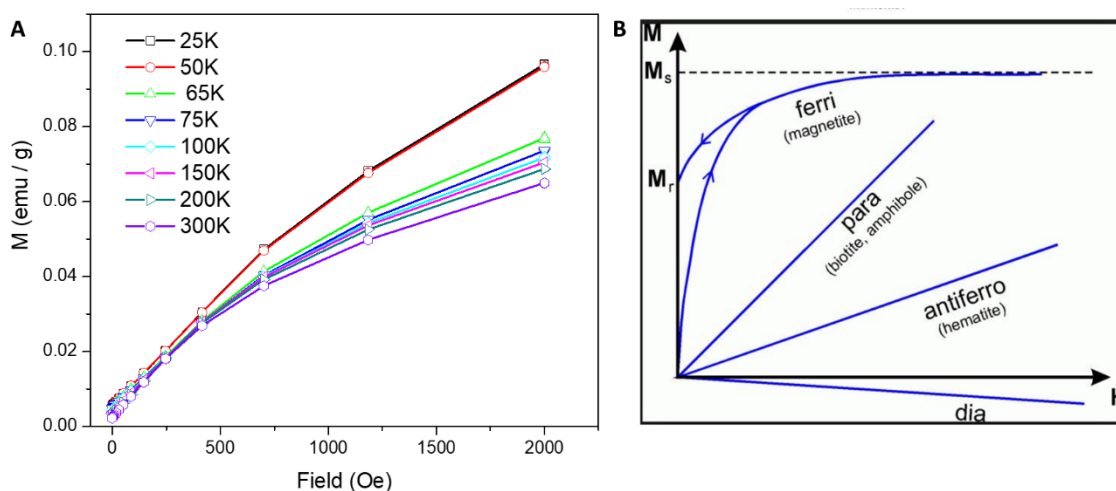 A
25K
50K
65K
75K
100K
150K
200K
300K
M (emu / g)
0.10
0.08
0.06
0.04
0.02
0.00
0
500
1000
1500
2000
Field (Oe)
B
M
Ms
Mr
ferri
(magnetite)
para
(biotite, amphibole)
antiferro
(hematite)
dia